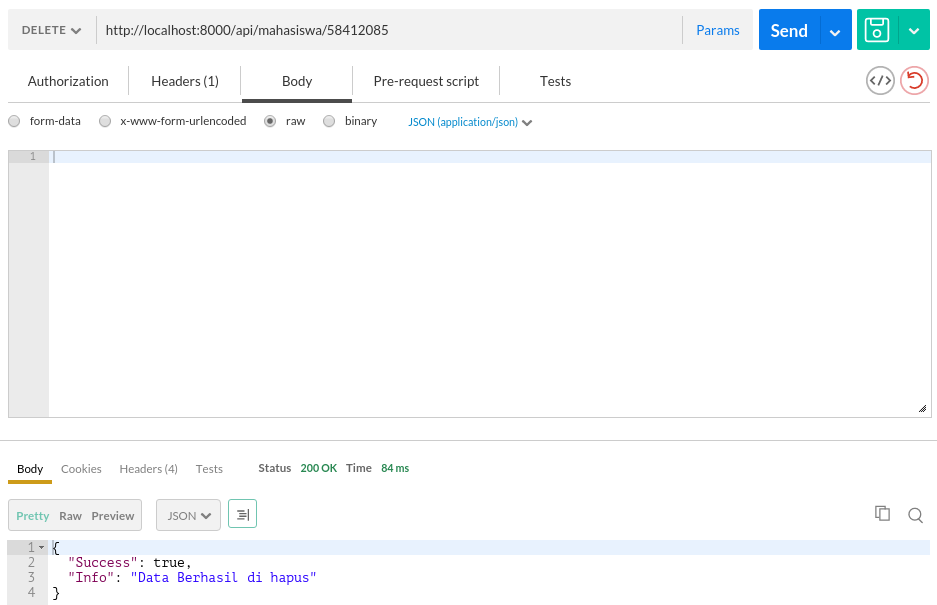 DELETE http://localhost:8000/api/mahasiswa/58412085 Params Send
Authorization Headers (1) Body Pre-request script Tests
form-data x-www-form-urlencoded raw binary JSON (application/json)
1
Body Cookies Headers (4) Tests Status 200 OK Time 84 ms
Pretty Raw Preview JSON
1 {
2 "Success": true,
3 "Info": "Data Berhasil di hapus"
4 }